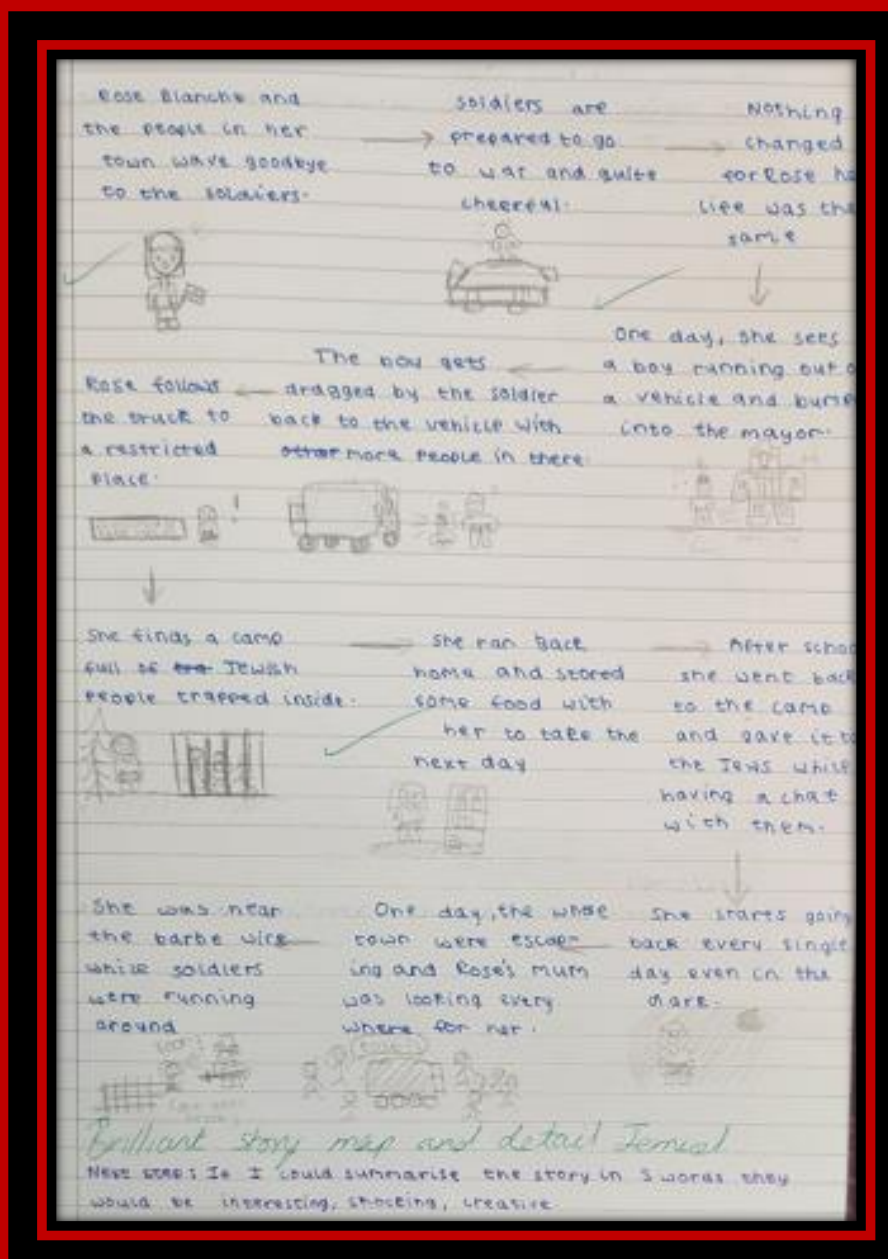 Rose Blanche and
the people in her
town wave goodbye
to the soldiers.
soldiers are
prepared to go
to war and quite
cheereful.
Nothing
changed
for Rose he
life was the
same
One day, she sees
a boy running out o
a vehicle and bump
into the mayor.
The boy gets
dragged by the soldier
back to the vehicle with
other more people in there.
Rose follows
the truck to
a restricted
place.
!
She finds a camp
full of Jewish
people trapped inside.
She ran back
home and stored
some food with
her to take the
next day
After schoo
she went back
to the camp
and gave it to
the Jews while
having a chat
with them.
She starts going
back every single
day even in the
dark.
One day, the whole
town were escap-
ing and Rose's mum
was looking every
where for her.
She was near
the barbe wire
while soldiers
were running
around
Brilliant story map and detail
Next step: If I could summarise the story in 3 words they
would be interesting, shocking, creative